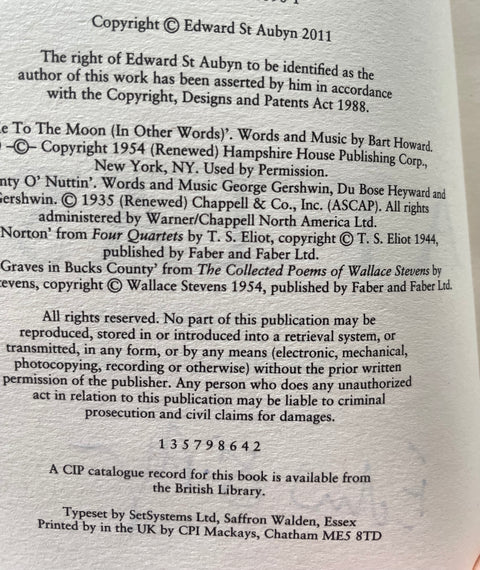 Copyright © Edward St Aubyn 2011
The right of Edward St Aubyn to be identified as the
author of this work has been asserted by him in accordance
with the Copyright, Designs and Patents Act 1988.
e To The Moon (In Other Words)'. Words and Music by Bart Howard.
–©– Copyright 1954 (Renewed) Hampshire House Publishing Corp.,
New York, NY. Used by Permission.
nty O' Nuttin'. Words and Music George Gershwin, Du Bose Heyward and
ershwin. © 1935 (Renewed) Chappell & Co., Inc. (ASCAP). All rights
administered by Warner/Chappell North America Ltd.
Norton' from Four Quartets by T. S. Eliot, copyright © T. S. Eliot 1944,
published by Faber and Faber Ltd.
Graves in Bucks County' from The Collected Poems of Wallace Stevens by
evens, copyright © Wallace Stevens 1954, published by Faber and Faber Ltd.
All rights reserved. No part of this publication may be
reproduced, stored in or introduced into a retrieval system, or
transmitted, in any form, or by any means (electronic, mechanical,
photocopying, recording or otherwise) without the prior written
permission of the publisher. Any person who does any unauthorized
act in relation to this publication may be liable to criminal
prosecution and civil claims for damages.
1 3 5 7 9 8 6 4 2
A CIP catalogue record for this book is available from
the British Library.
Typeset by SetSystems Ltd, Saffron Walden, Essex
Printed by in the UK by CPI Mackays, Chatham ME5 8TD